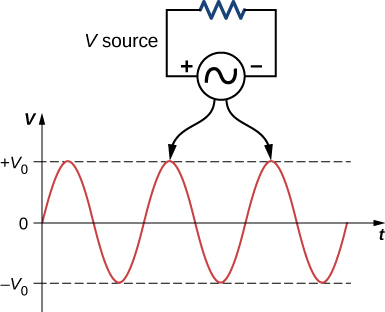 V source
+ −
V
+V₀
0
−V₀
t